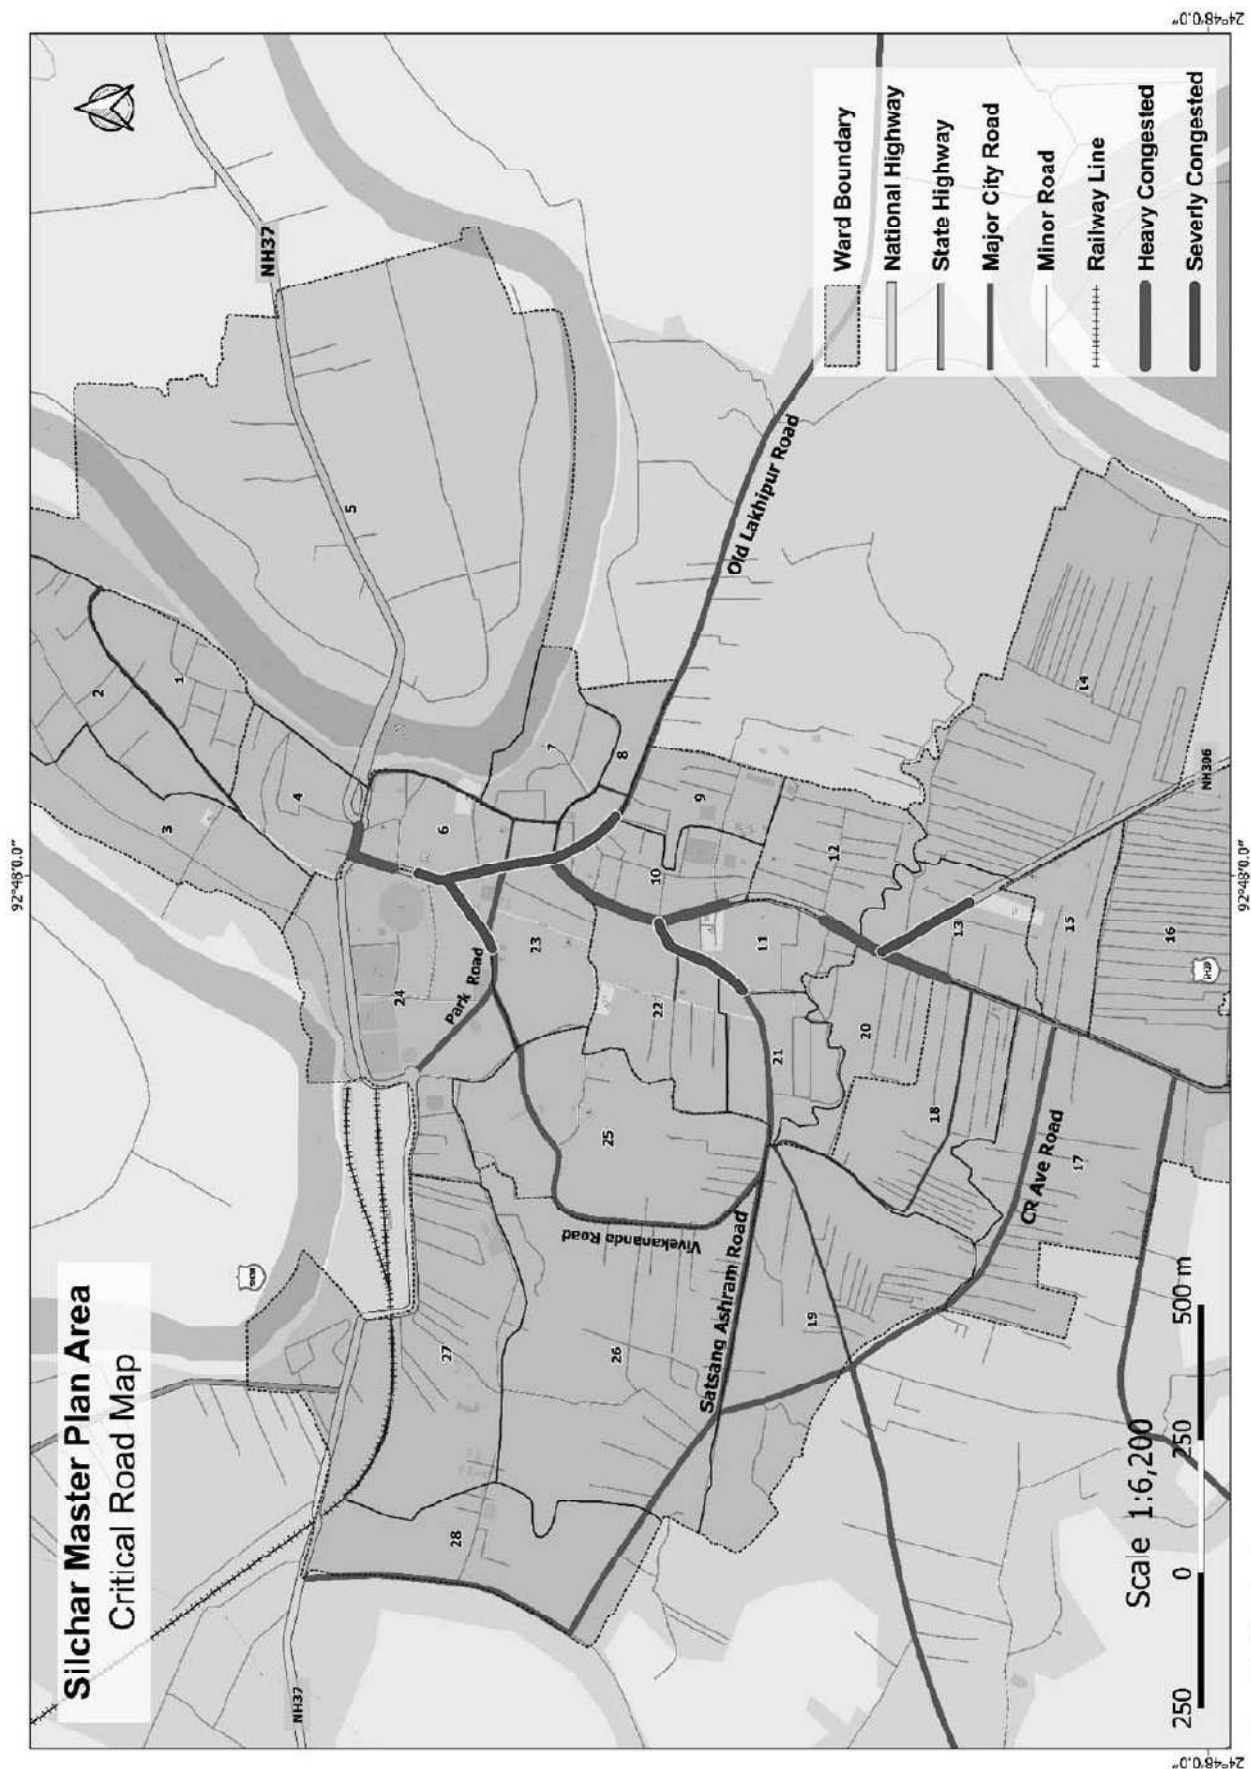 Silchar Master Plan Area
Critical Road Map
92°48'0.0"
24°48'0.0"
24°48'0.0"
92°48'0.0"
NH37
NH37
NH306
Park Road
Vivekananda Road
Satsang Ashram Road
CR Ave Road
Old Lakhipur Road
1
2
3
4
5
6
7
8
9
10
11
12
13
14
15
16
17
18
19
20
21
22
23
24
25
26
27
28
Ward Boundary
National Highway
State Highway
Major City Road
Minor Road
Railway Line
Heavy Congested
Severly Congested
Scale 1:6,200
250 0 250 500 m